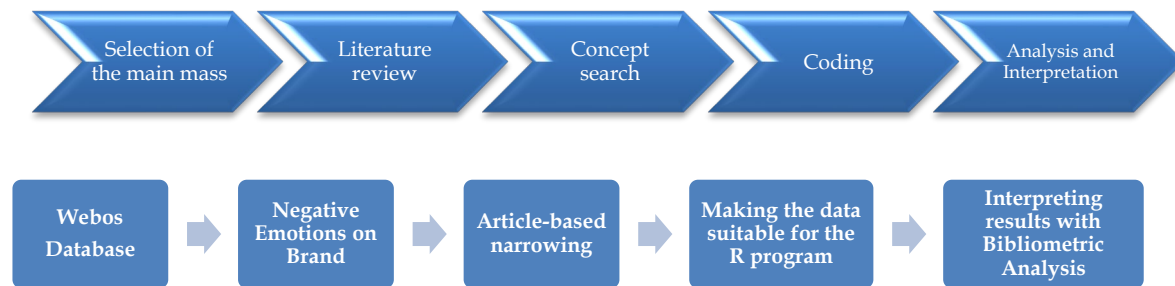 Selection of
the main mass
Literature
review
Concept
search
Coding
Analysis and
Interpretation
Webos
Database
Negative
Emotions on
Brand
Article-based
narrowing
Making the data
suitable for the
R program
Interpreting
results with
Bibliometric
Analysis